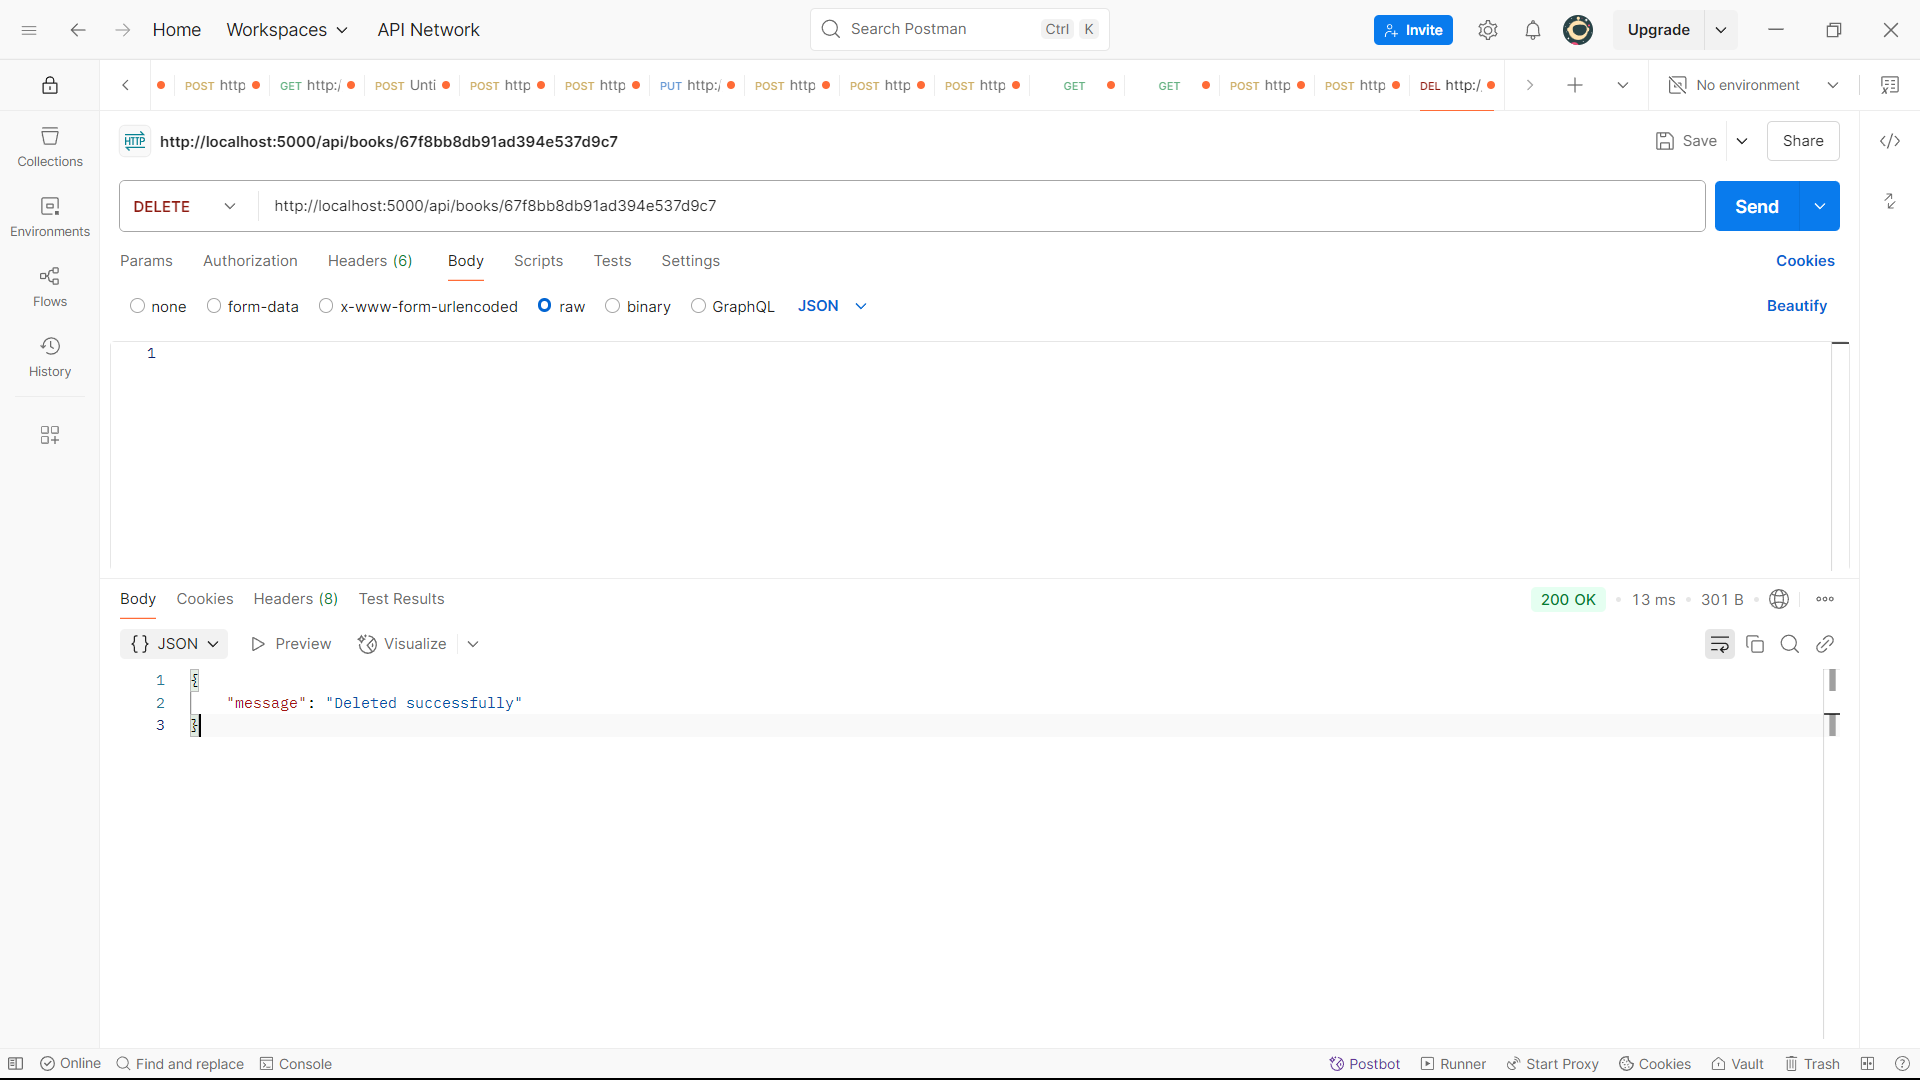 Home Workspaces API Network Search Postman Ctrl K Invite Upgrade
POST http GET http:/ POST Unti POST http POST http PUT http:/ POST http POST http POST http GET GET POST http POST http DEL http:/ No environment
HTTP http://localhost:5000/api/books/67f8bb8db91ad394e537d9c7 Save Share
DELETE http://localhost:5000/api/books/67f8bb8db91ad394e537d9c7 Send
Params Authorization Headers (6) Body Scripts Tests Settings Cookies
none form-data x-www-form-urlencoded raw binary GraphQL JSON Beautify
1
Collections
Environments
Flows
History
Body Cookies Headers (8) Test Results 200 OK 13 ms 301 B
{} JSON Preview Visualize
1 {
2 "message": "Deleted successfully"
3 }
Online Find and replace Console Postbot Runner Start Proxy Cookies Vault Trash